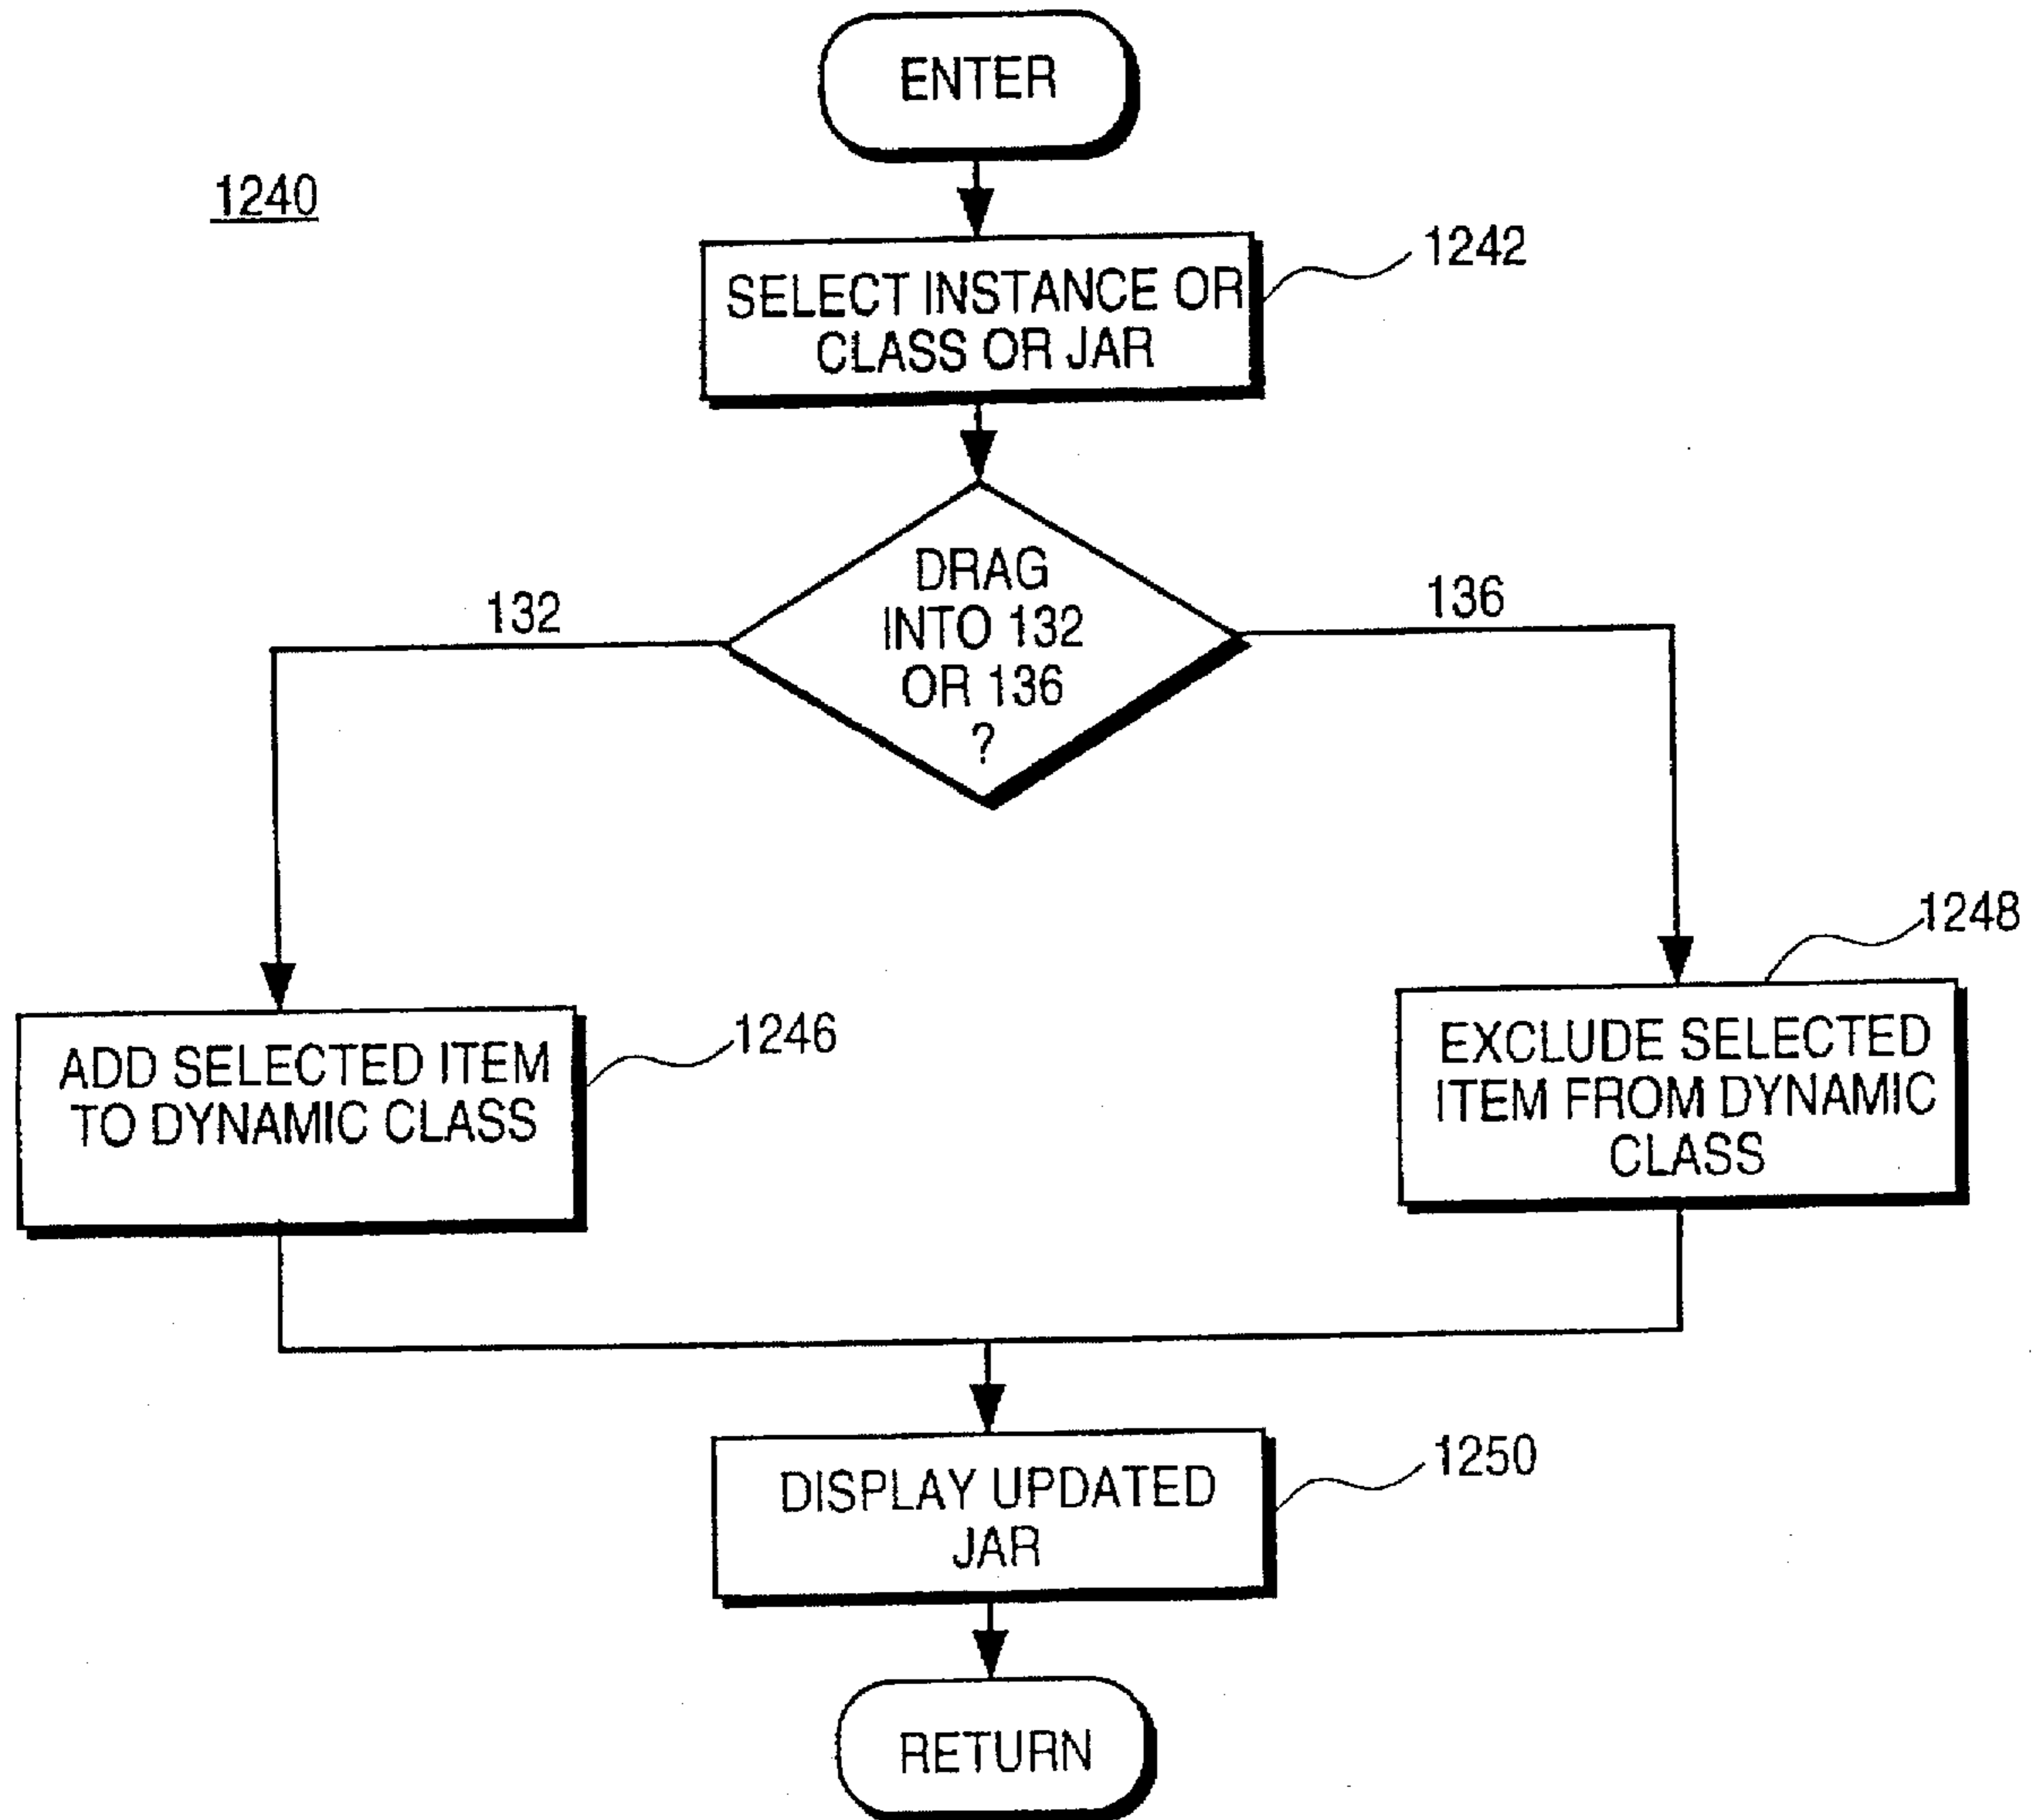 ENTER
1240
1242
SELECT INSTANCE OR
CLASS OR JAR
DRAG
INTO 132
OR 136
?
132
136
1246
ADD SELECTED ITEM
TO DYNAMIC CLASS
1248
EXCLUDE SELECTED
ITEM FROM DYNAMIC
CLASS
1250
DISPLAY UPDATED
JAR
RETURN